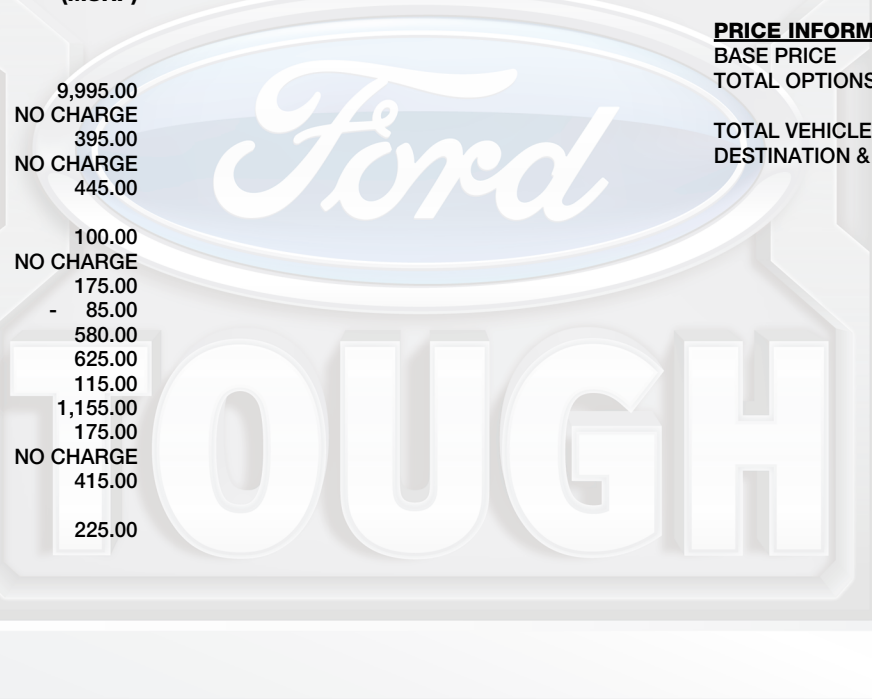 9,995.00
NO CHARGE
395.00
NO CHARGE
445.00
100.00
NO CHARGE
175.00
- 85.00
580.00
625.00
115.00
1,155.00
175.00
NO CHARGE
415.00
225.00
PRICE INFORM
BASE PRICE
TOTAL OPTIONS
TOTAL VEHICLE
DESTINATION &
Ford
TOUGH